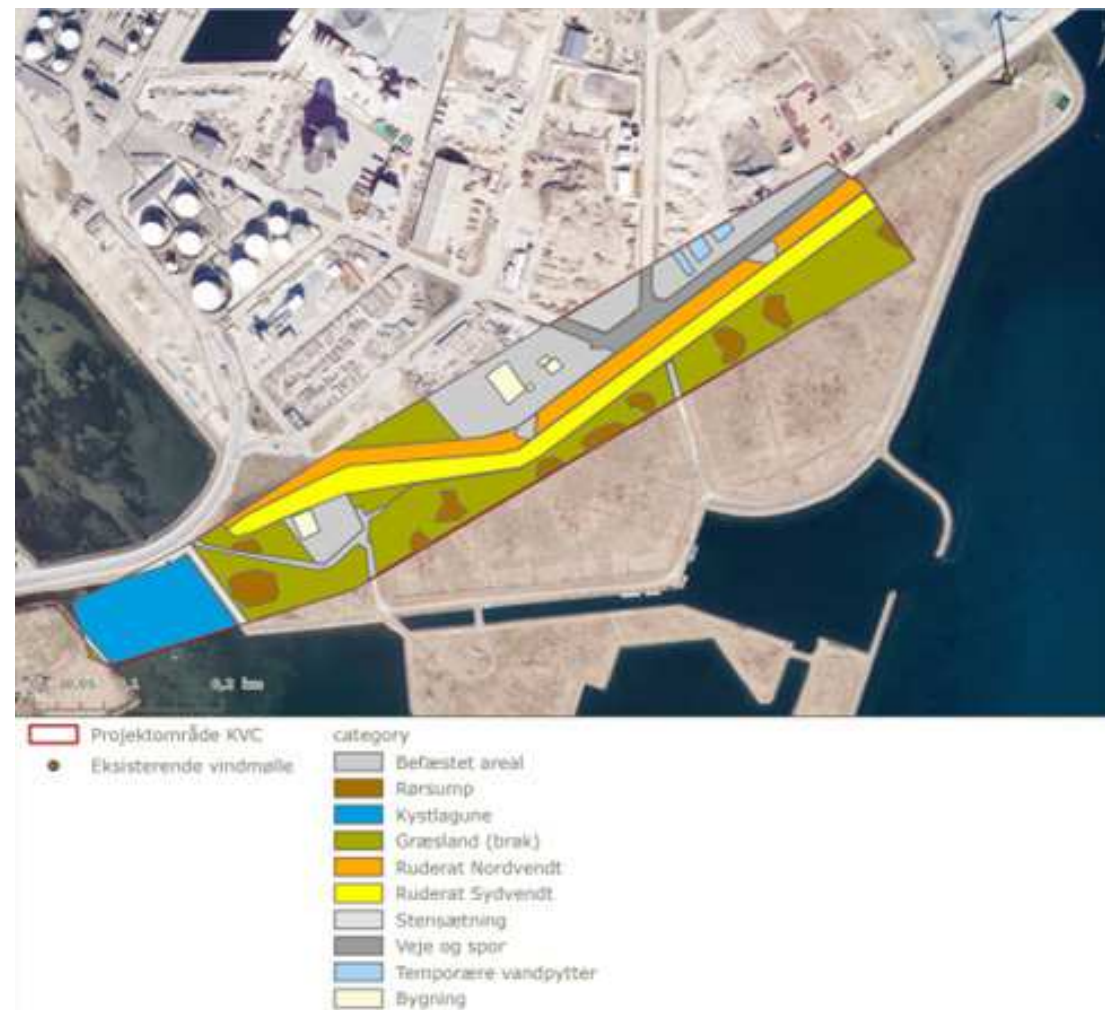 0,2 km
Projektområde KVC
Eksisterende vindmølle
category
Befæstet areal
Rørsump
Kystlagune
Græsland (brak)
Ruderat Nordvendt
Ruderat Sydvendt
Stensætning
Veje og spor
Temporære vandpytter
Bygning